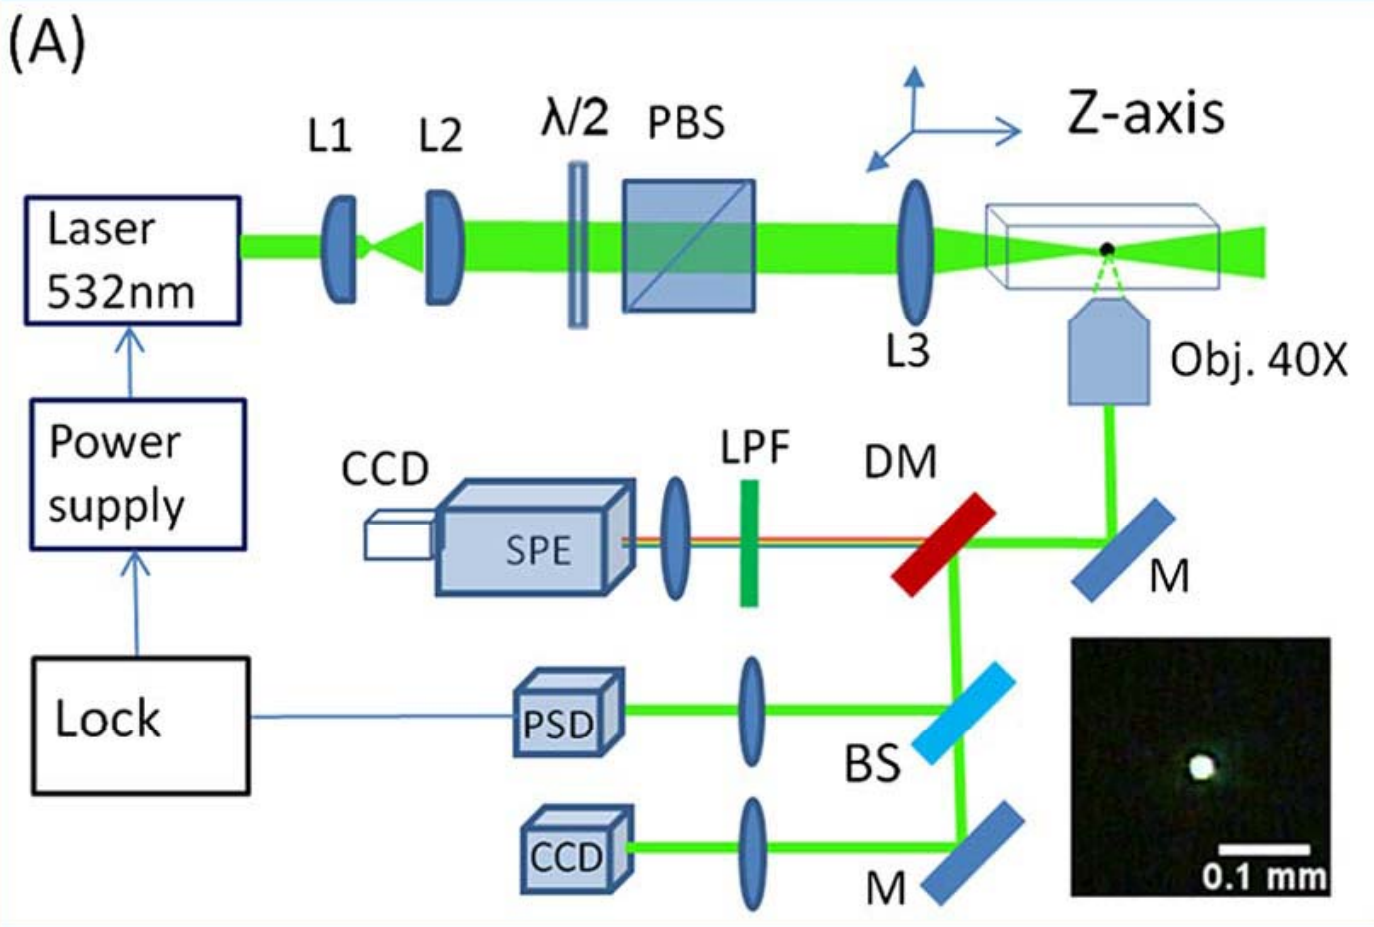 (A)
L1
L2
λ/2
PBS
Z-axis
Laser
532nm
L3
Obj. 40X
Power
supply
CCD
SPE
LPF
DM
M
Lock
PSD
BS
CCD
M
0.1 mm